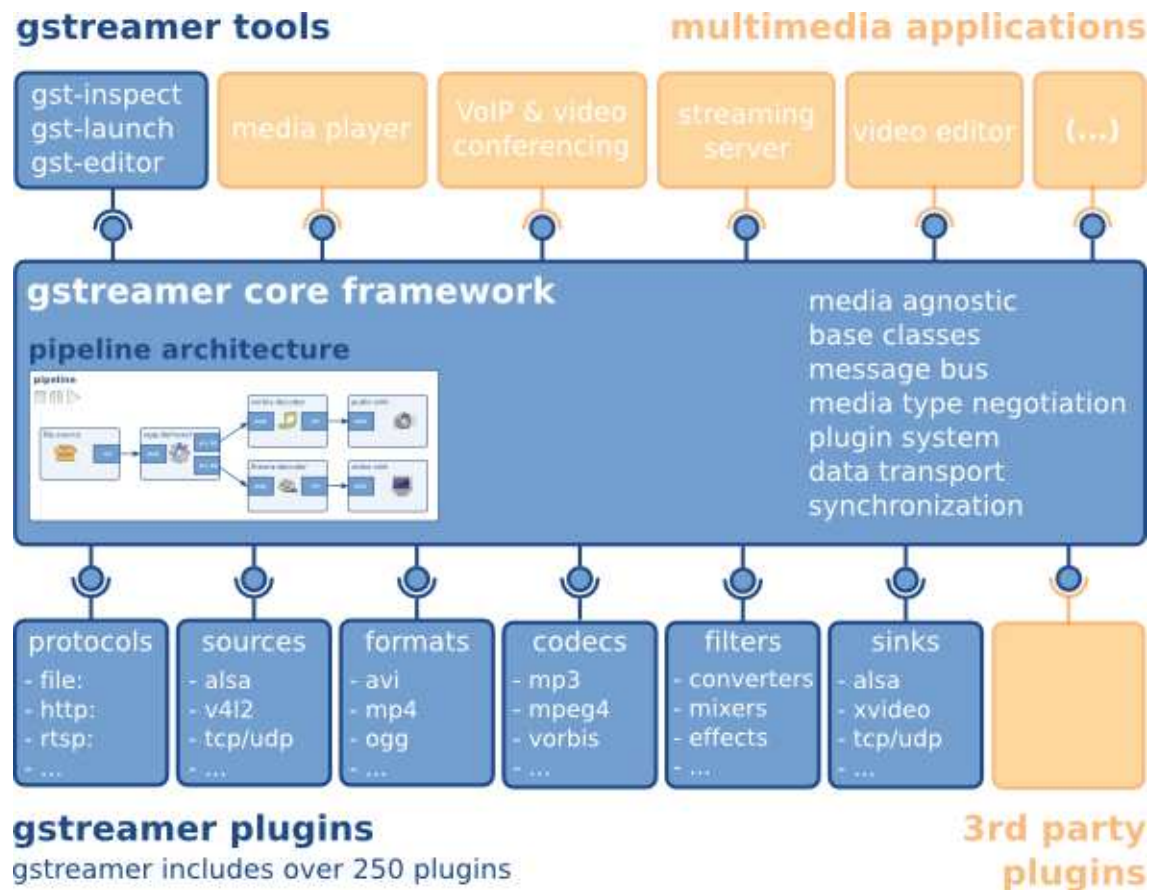 gstreamer tools
multimedia applications
gst-inspect
gst-launch
gst-editor
media player
VoIP & video
conferencing
streaming
server
video editor
(...)
gstreamer core framework
media agnostic
base classes
message bus
media type negotiation
plugin system
data transport
synchronization
pipeline architecture
pipeline
protocols
- file:
- http:
- rtsp:
- ...
sources
- alsa
- v4l2
- tcp/udp
- ...
formats
- avi
- mp4
- ogg
- ...
codecs
- mp3
- mpeg4
- vorbis
- ...
filters
- converters
- mixers
- effects
- ...
sinks
- alsa
- xvideo
- tcp/udp
- ...
gstreamer plugins
gstreamer includes over 250 plugins
3rd party
plugins